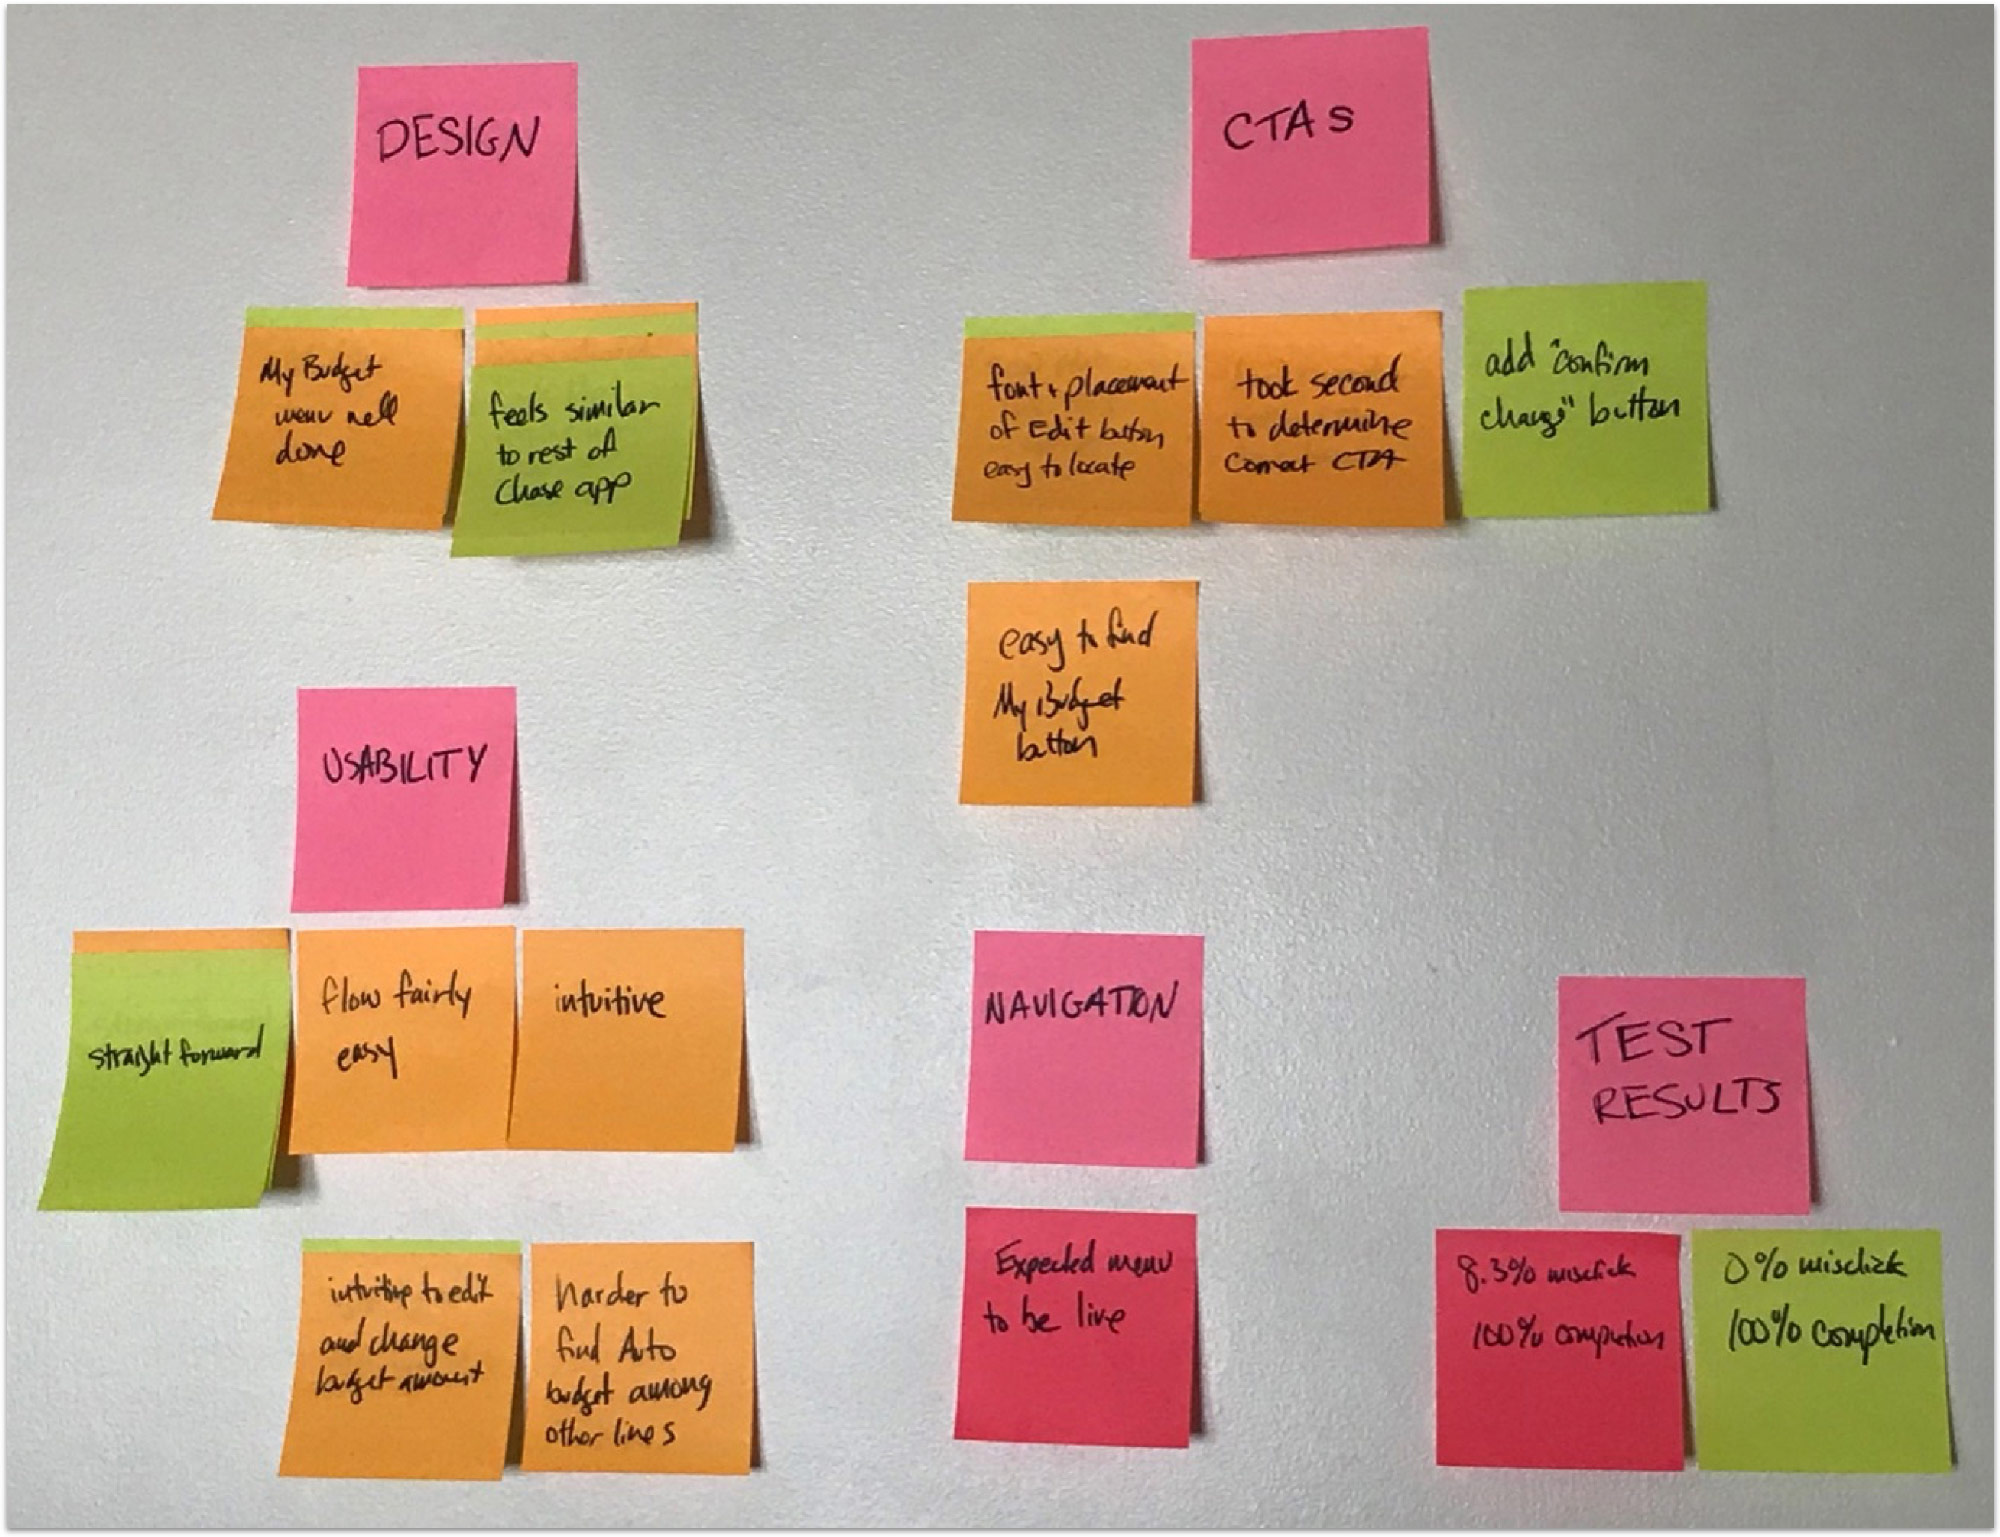 DESIGN
My Budget
menu well
done
feels similar
to rest of
Chase app
CTAs
font + placement
of Edit button
easy to locate
took second
to determine
correct CTA
add "confirm
change" button
easy to find
My Budget
button
USABILITY
straight forward
flow fairly
easy
intuitive
intuitive to edit
and change
budget amount
harder to
find Auto
budget among
other lines
NAVIGATION
Expected menu
to be live
TEST
RESULTS
8.3% misclick
100% completion
0% misclick
100% completion